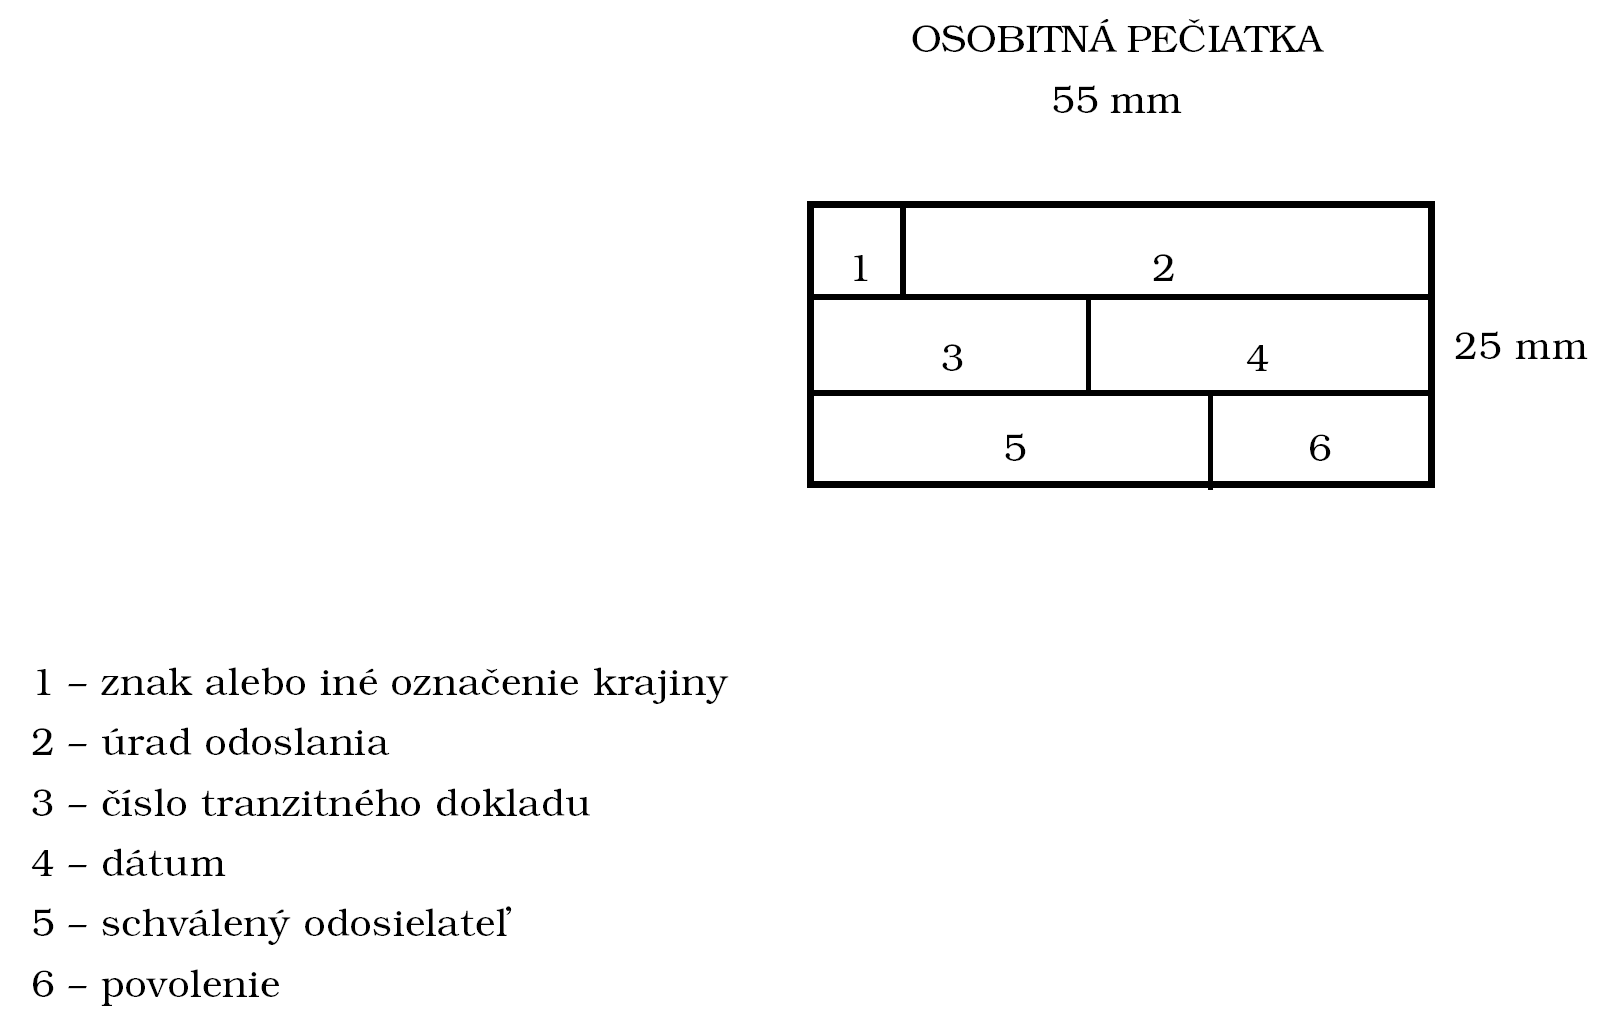 OSOBITNÁ PEČIATKA
55 mm
1 2
3 4
25 mm
5 6
1 – znak alebo iné označenie krajiny
2 – úrad odoslania
3 – číslo tranzitného dokladu
4 – dátum
5 – schválený odosielateľ
6 – povolenie